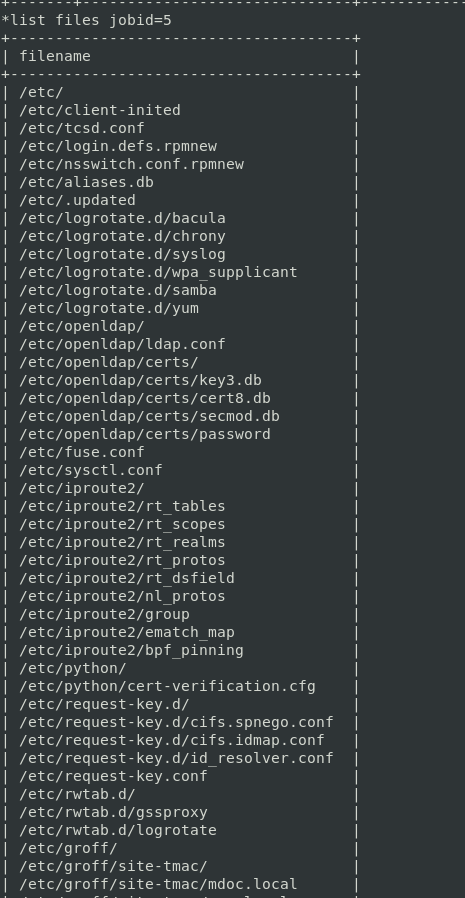 +-------+------------------------------+------------
*list files jobid=5
+--------------------------------------+
| filename                             |
+--------------------------------------+
| /etc/                                |
| /etc/client-inited                   |
| /etc/tcsd.conf                       |
| /etc/login.defs.rpmnew               |
| /etc/nsswitch.conf.rpmnew            |
| /etc/aliases.db                      |
| /etc/.updated                        |
| /etc/logrotate.d/bacula              |
| /etc/logrotate.d/chrony              |
| /etc/logrotate.d/syslog              |
| /etc/logrotate.d/wpa_supplicant      |
| /etc/logrotate.d/samba               |
| /etc/logrotate.d/yum                 |
| /etc/openldap/                       |
| /etc/openldap/ldap.conf              |
| /etc/openldap/certs/                 |
| /etc/openldap/certs/key3.db          |
| /etc/openldap/certs/cert8.db         |
| /etc/openldap/certs/secmod.db        |
| /etc/openldap/certs/password         |
| /etc/fuse.conf                       |
| /etc/sysctl.conf                     |
| /etc/iproute2/                       |
| /etc/iproute2/rt_tables              |
| /etc/iproute2/rt_scopes              |
| /etc/iproute2/rt_realms              |
| /etc/iproute2/rt_protos              |
| /etc/iproute2/rt_dsfield             |
| /etc/iproute2/nl_protos              |
| /etc/iproute2/group                  |
| /etc/iproute2/ematch_map             |
| /etc/iproute2/bpf_pinning            |
| /etc/python/                         |
| /etc/python/cert-verification.cfg    |
| /etc/request-key.d/                  |
| /etc/request-key.d/cifs.spnego.conf  |
| /etc/request-key.d/cifs.idmap.conf   |
| /etc/request-key.d/id_resolver.conf  |
| /etc/request-key.conf                |
| /etc/rwtab.d/                        |
| /etc/rwtab.d/gssproxy                |
| /etc/rwtab.d/logrotate               |
| /etc/groff/                          |
| /etc/groff/site-tmac/                |
| /etc/groff/site-tmac/mdoc.local      |